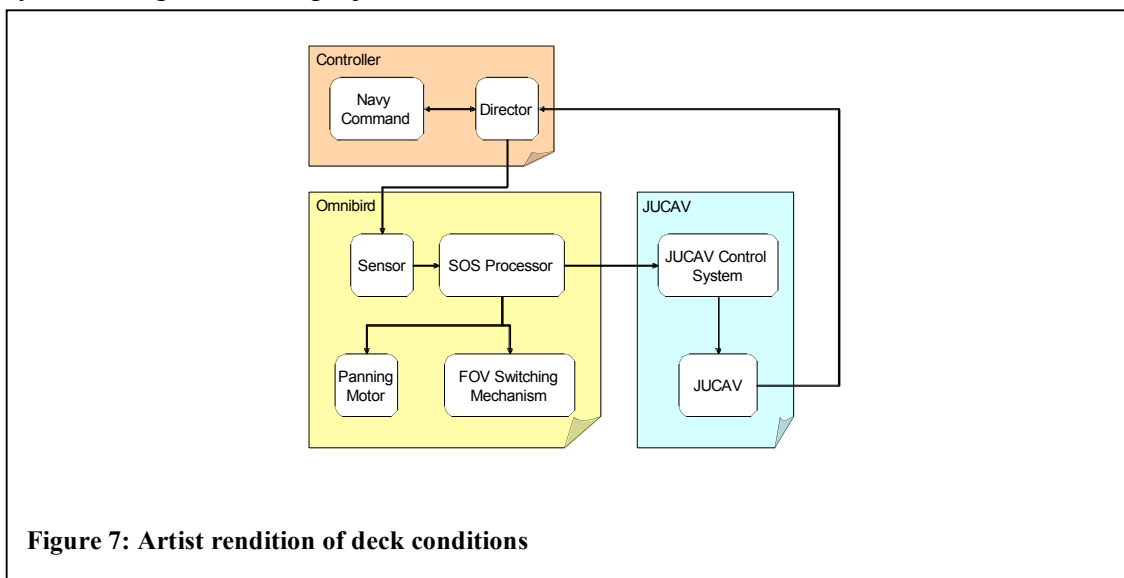 Controller
Navy
Command
Director
Omnibird
Sensor
SOS Processor
Panning
Motor
FOV Switching
Mechanism
JUCAV
JUCAV Control
System
JUCAV
Figure 7: Artist rendition of deck conditions